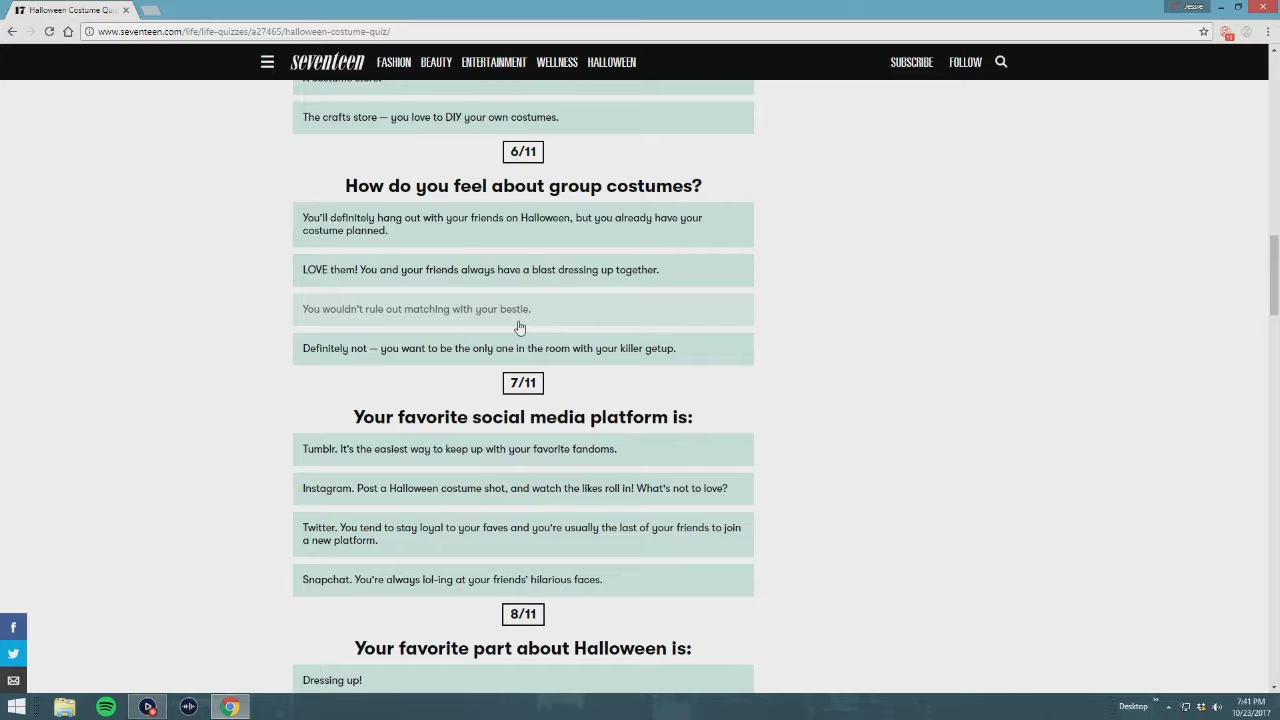 Halloween Costume Qui
Jessie
www.seventeen.com/life/life-quizzes/a27465/halloween-costume-quiz/
seventeen FASHION BEAUTY ENTERTAINMENT WELLNESS HALLOWEEN SUBSCRIBE FOLLOW
A costume store.
The crafts store — you love to DIY your own costumes.
6/11
How do you feel about group costumes?
You'll definitely hang out with your friends on Halloween, but you already have your
costume planned.
LOVE them! You and your friends always have a blast dressing up together.
You wouldn't rule out matching with your bestie.
Definitely not — you want to be the only one in the room with your killer getup.
7/11
Your favorite social media platform is:
Tumblr. It's the easiest way to keep up with your favorite fandoms.
Instagram. Post a Halloween costume shot, and watch the likes roll in! What's not to love?
Twitter. You tend to stay loyal to your faves and you're usually the last of your friends to join
a new platform.
Snapchat. You're always lol-ing at your friends' hilarious faces.
8/11
Your favorite part about Halloween is:
Dressing up!
Desktop
7:41 PM
10/23/2017